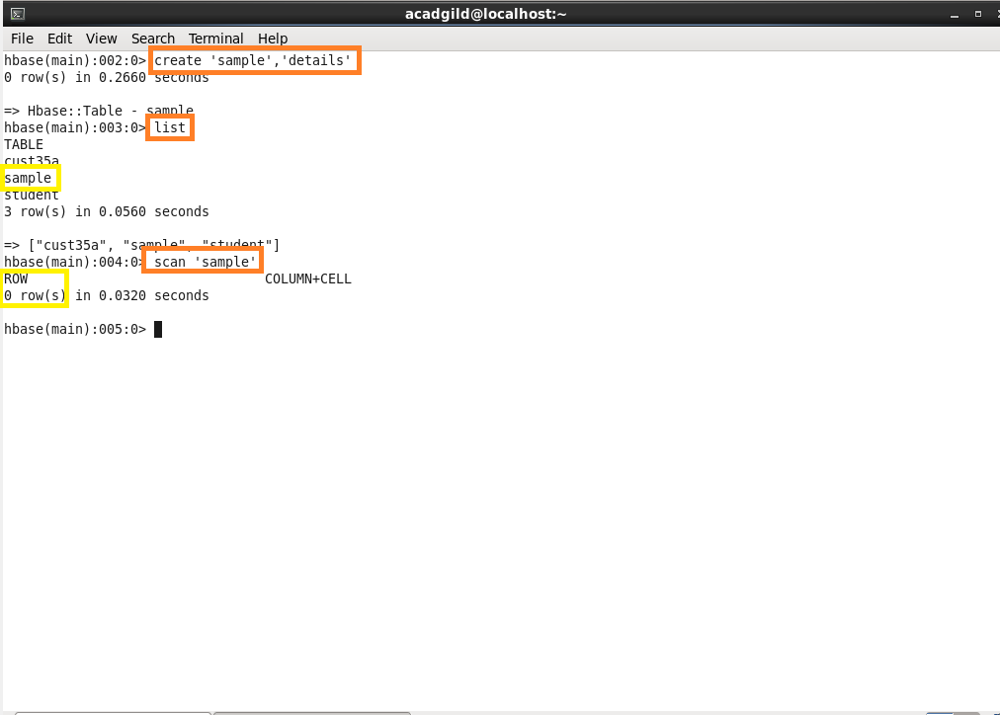 acadgild@localhost:~
File Edit View Search Terminal Help
hbase(main):002:0> create 'sample','details'
0 row(s) in 0.2660 seconds
=> Hbase::Table - sample
hbase(main):003:0> list
TABLE
cust35a
sample
student
3 row(s) in 0.0560 seconds
=> ["cust35a", "sample", "student"]
hbase(main):004:0> scan 'sample'
ROW COLUMN+CELL
0 row(s) in 0.0320 seconds
hbase(main):005:0>